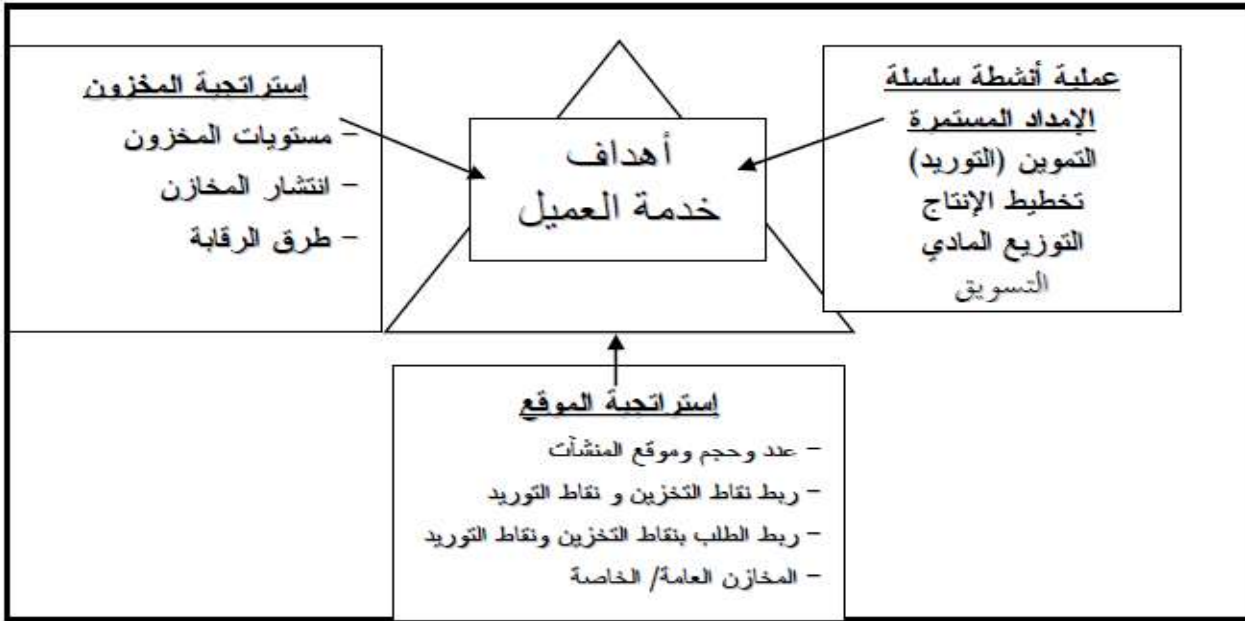 عملية أنشطة سلسلة
الإمداد المستمرة
التموين (التوريد)
تخطيط الإنتاج
التوزيع المادي
التسويق
أهداف
خدمة العميل
إستراتجبة المخزون
- مستويات المخزون
- انتشار المخازن
- طرق الرقابة
إستراتجبة الموقع
- عدد وحجم وموقع المنشآت
- ربط نقاط التخزين و نقاط التوريد
- ربط الطلب بنقاط التخزين ونقاط التوريد
- المخازن العامة/ الخاصة